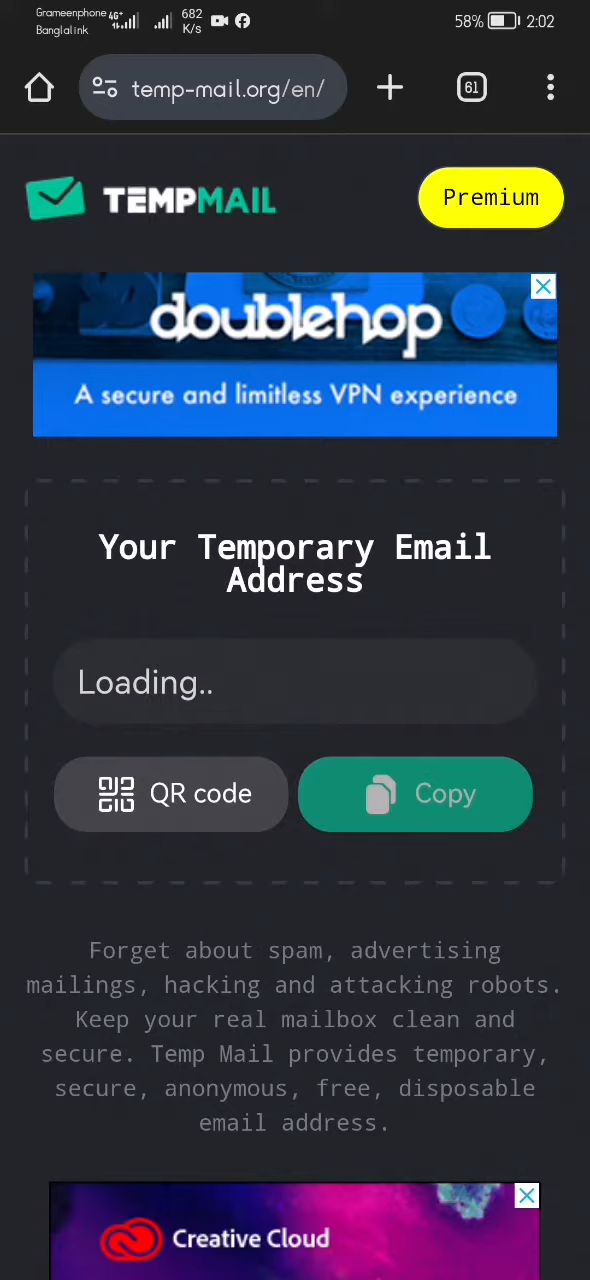 Grameenphone 4G+ 682 58% 2:02
Banglalink K/s
temp-mail.org/en/ 61
TEMPMAIL Premium
doublehop
A secure and limitless VPN experience
Your Temporary Email
Address
Loading..
QR code Copy
Forget about spam, advertising
mailings, hacking and attacking robots.
Keep your real mailbox clean and
secure. Temp Mail provides temporary,
secure, anonymous, free, disposable
email address.
Creative Cloud